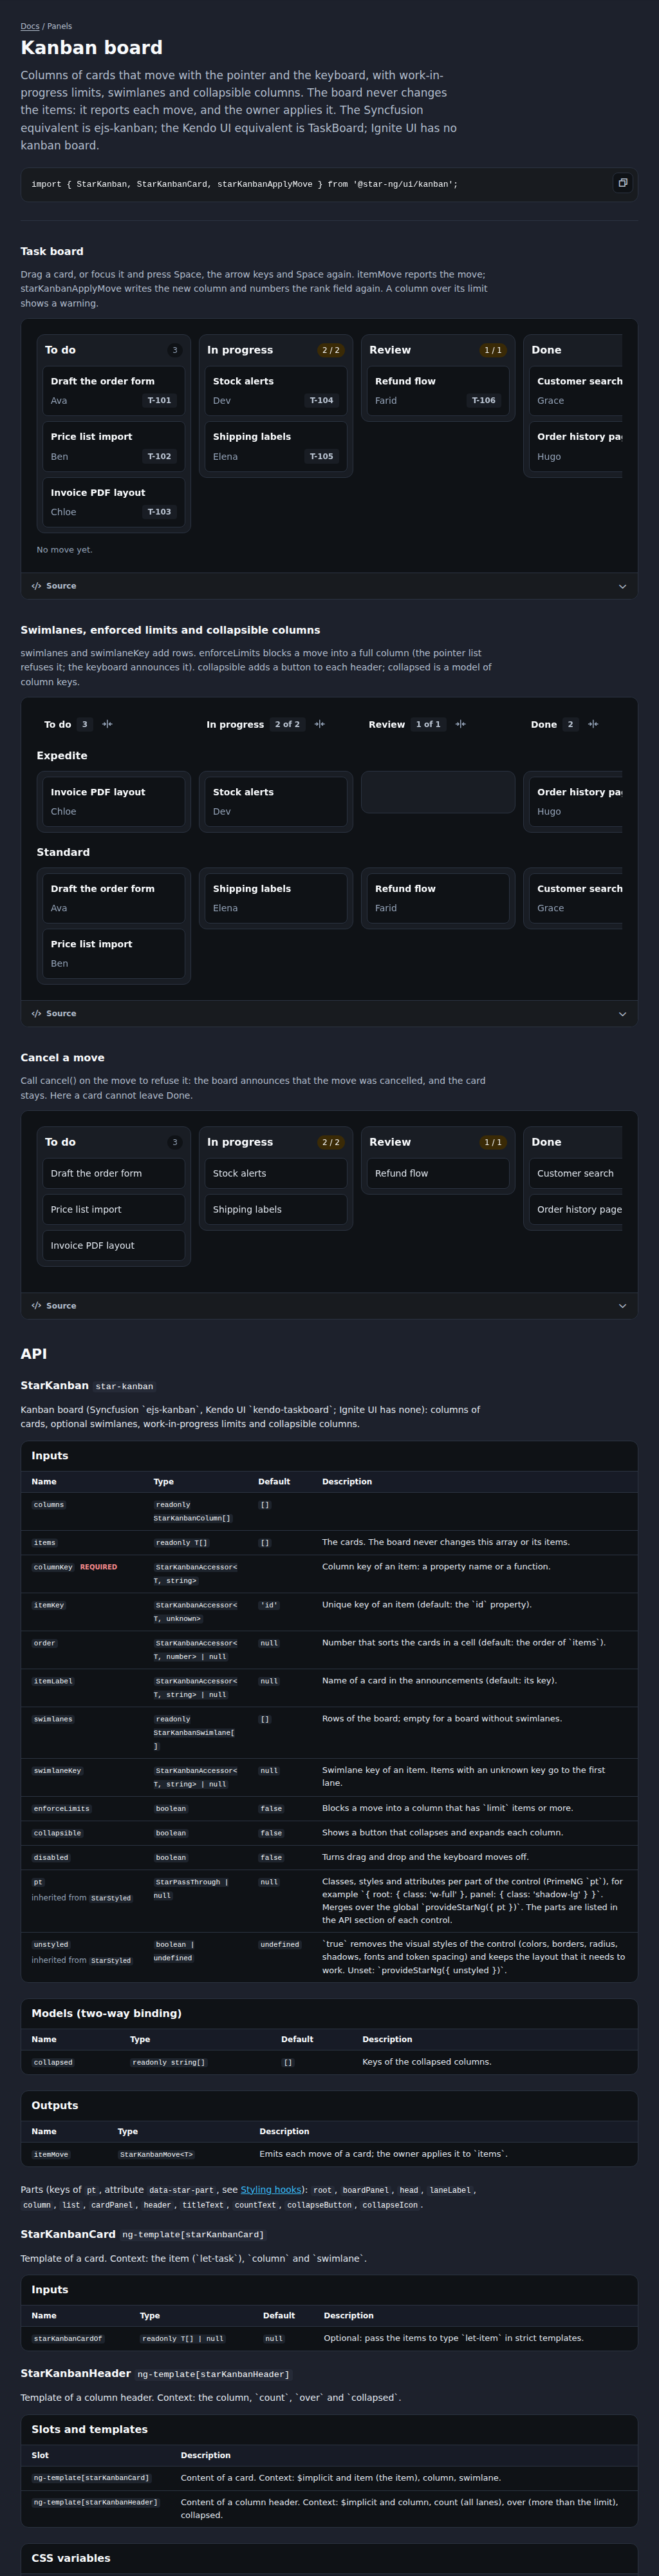 Docs / Panels
Kanban board
Columns of cards that move with the pointer and the keyboard, with work-in-
progress limits, swimlanes and collapsible columns. The board never changes
the items: it reports each move, and the owner applies it. The Syncfusion
equivalent is ejs-kanban; the Kendo UI equivalent is TaskBoard; Ignite UI has no
kanban board.
import { StarKanban, StarKanbanCard, starKanbanApplyMove } from '@star-ng/ui/kanban';
Task board
Drag a card, or focus it and press Space, the arrow keys and Space again. itemMove reports the move;
starKanbanApplyMove writes the new column and numbers the rank field again. A column over its limit
shows a warning.
To do 3 In progress 2 / 2 Review 1 / 1 Done
Draft the order form Stock alerts Refund flow Customer search
Ava T-101 Dev T-104 Farid T-106 Grace
Price list import Shipping labels Order history pa
Ben T-102 Elena T-105 Hugo
Invoice PDF layout
Chloe T-103
No move yet.
Source
Swimlanes, enforced limits and collapsible columns
swimlanes and swimlaneKey add rows. enforceLimits blocks a move into a full column (the pointer list
refuses it; the keyboard announces it). collapsible adds a button to each header; collapsed is a model of
column keys.
To do 3 In progress 2 of 2 Review 1 of 1 Done 2
Expedite
Invoice PDF layout Stock alerts Order history pa
Chloe Dev Hugo
Standard
Draft the order form Shipping labels Refund flow Customer search
Ava Elena Farid Grace
Price list import
Ben
Source
Cancel a move
Call cancel() on the move to refuse it: the board announces that the move was cancelled, and the card
stays. Here a card cannot leave Done.
To do 3 In progress 2 / 2 Review 1 / 1 Done
Draft the order form Stock alerts Refund flow Customer search
Price list import Shipping labels Order history page
Invoice PDF layout
Source
API
StarKanban star-kanban
Kanban board (Syncfusion `ejs-kanban`, Kendo UI `kendo-taskboard`; Ignite UI has none): columns of
cards, optional swimlanes, work-in-progress limits and collapsible columns.
Inputs
Name Type Default Description
columns readonly StarKanbanColumn[] []
items readonly T[] [] The cards. The board never changes this array or its items.
columnKey REQUIRED StarKanbanAccessor<T, string> Column key of an item: a property name or a function.
itemKey StarKanbanAccessor<T, unknown> 'id' Unique key of an item (default: the `id` property).
order StarKanbanAccessor<T, number> | null null Number that sorts the cards in a cell (default: the order of `items`).
itemLabel StarKanbanAccessor<T, string> | null null Name of a card in the announcements (default: its key).
swimlanes readonly StarKanbanSwimlane[] [] Rows of the board; empty for a board without swimlanes.
swimlaneKey StarKanbanAccessor<T, string> | null null Swimlane key of an item. Items with an unknown key go to the first
lane.
enforceLimits boolean false Blocks a move into a column that has `limit` items or more.
collapsible boolean false Shows a button that collapses and expands each column.
disabled boolean false Turns drag and drop and the keyboard moves off.
pt StarPassThrough | null null Classes, styles and attributes per part of the control (PrimeNG `pt`), for
inherited from StarStyled example `{ root: { class: 'w-full' }, panel: { class: 'shadow-lg' } }`.
Merges over the global `provideStarNg({ pt })`. The parts are listed in
the API section of each control.
unstyled boolean | undefined undefined `true` removes the visual styles of the control (colors, borders, radius,
inherited from StarStyled shadows, fonts and token spacing) and keeps the layout that it needs to
work. Unset: `provideStarNg({ unstyled })`.
Models (two-way binding)
Name Type Default Description
collapsed readonly string[] [] Keys of the collapsed columns.
Outputs
Name Type Description
itemMove StarKanbanMove<T> Emits each move of a card; the owner applies it to `items`.
Parts (keys of pt, attribute data-star-part, see Styling hooks): root, boardPanel, head, laneLabel,
column, list, cardPanel, header, titleText, countText, collapseButton, collapseIcon.
StarKanbanCard ng-template[starKanbanCard]
Template of a card. Context: the item (`let-task`), `column` and `swimlane`.
Inputs
Name Type Default Description
starKanbanCardOf readonly T[] | null null Optional: pass the items to type `let-item` in strict templates.
StarKanbanHeader ng-template[starKanbanHeader]
Template of a column header. Context: the column, `count`, `over` and `collapsed`.
Slots and templates
Slot Description
ng-template[starKanbanCard] Content of a card. Context: $implicit and item (the item), column, swimlane.
ng-template[starKanbanHeader] Content of a column header. Context: $implicit and column, count (all lanes), over (more than the limit),
collapsed.
CSS variables